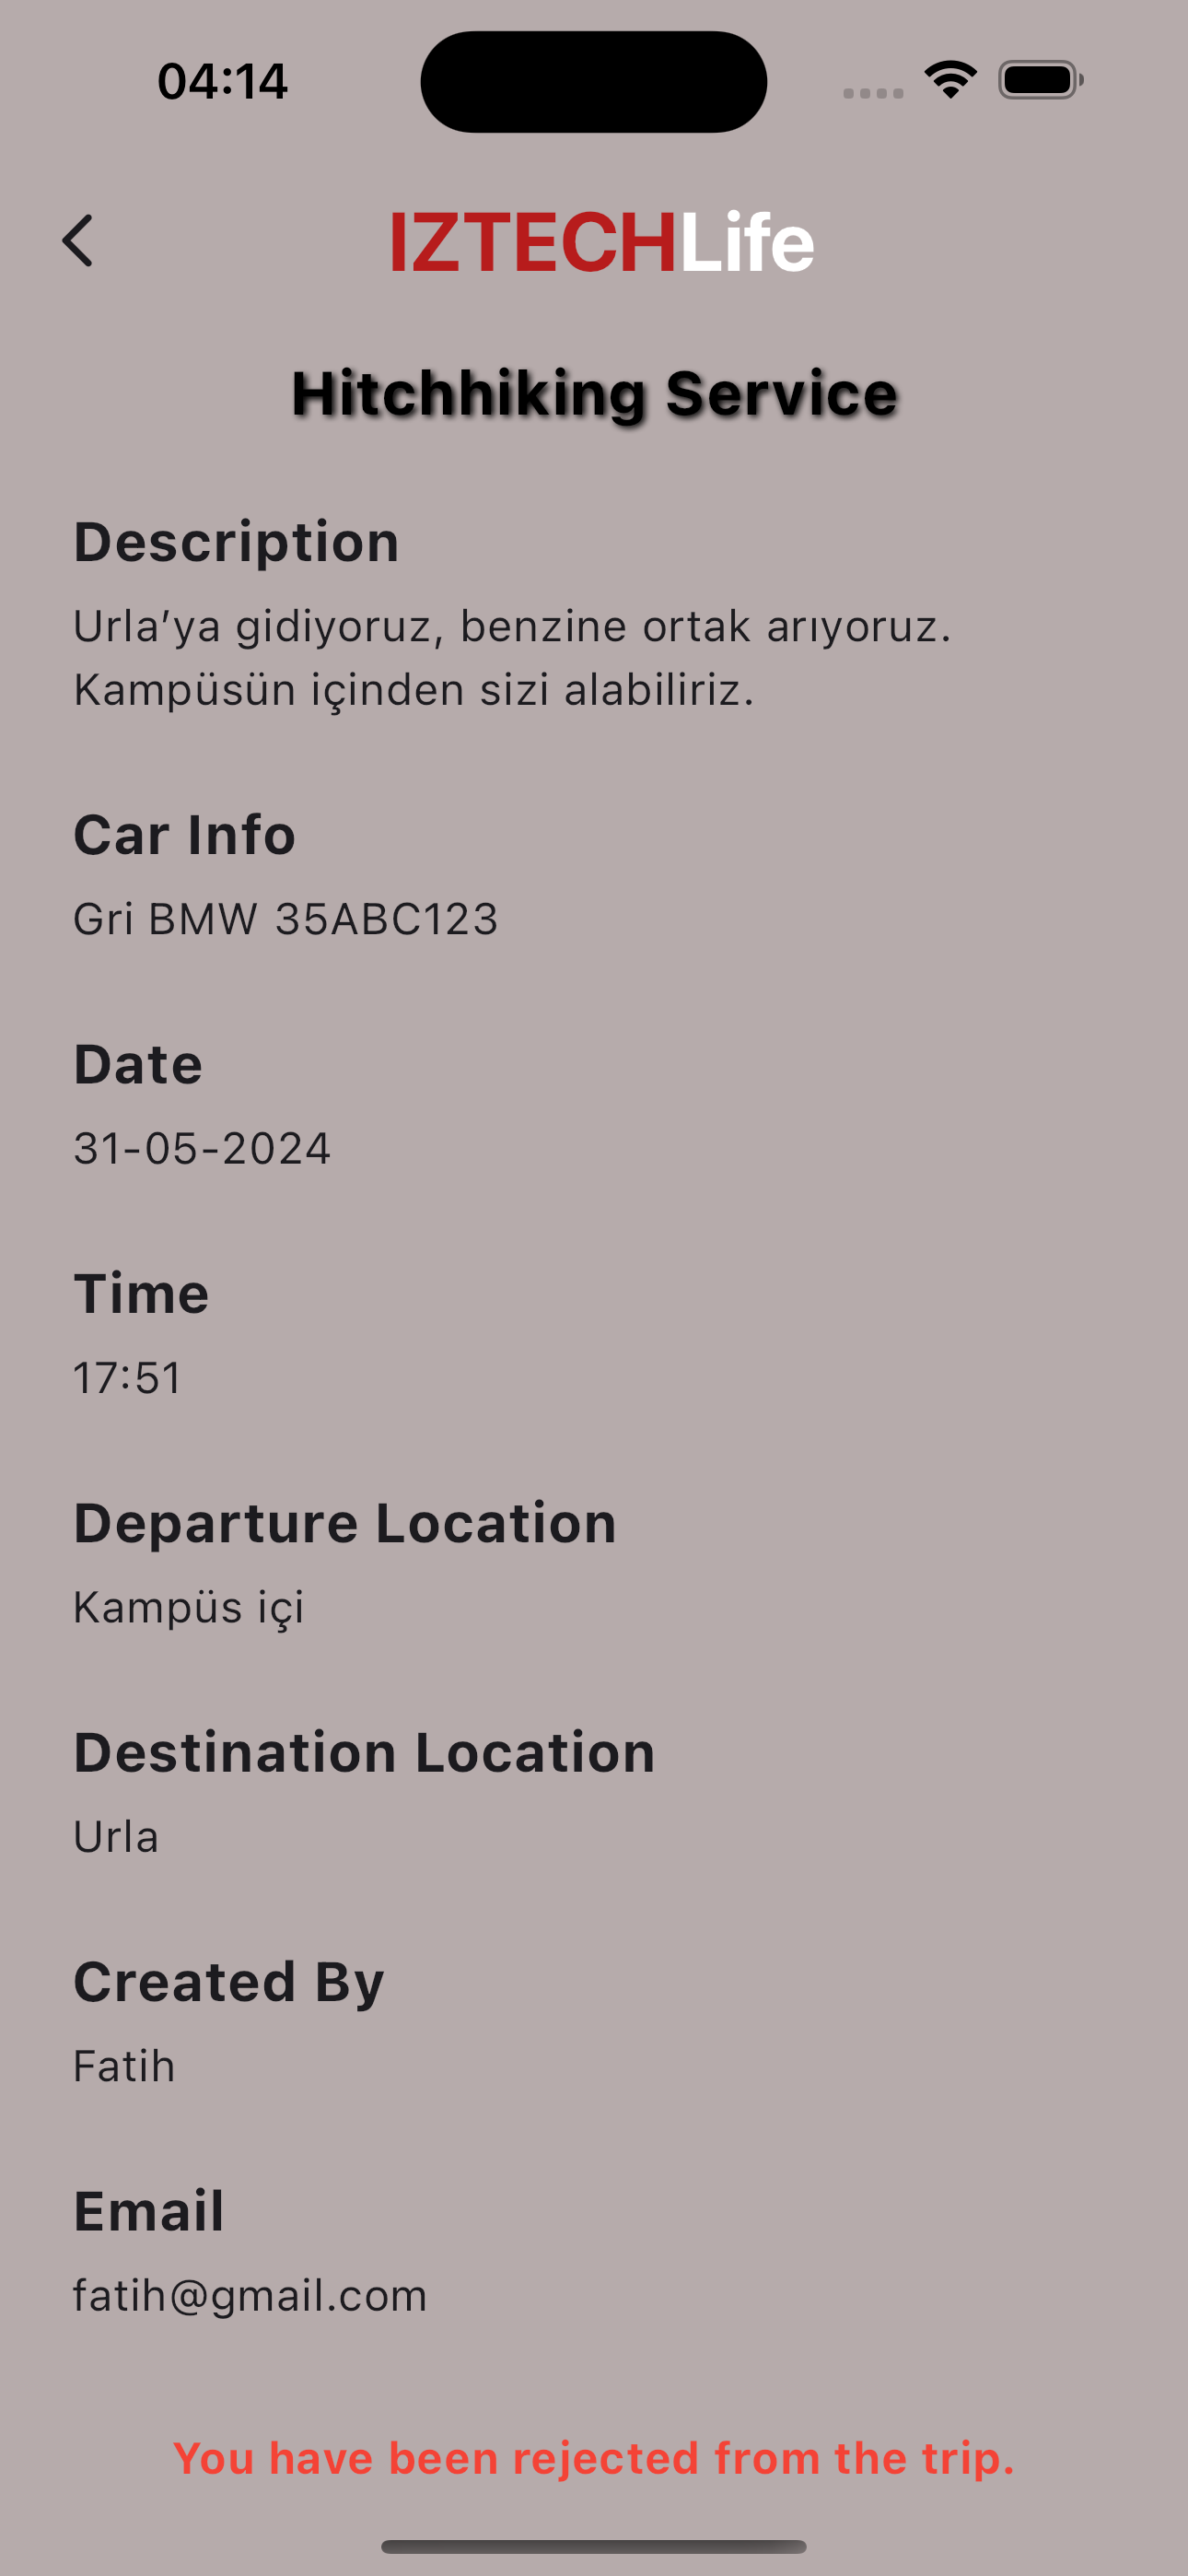 04:14
IZTECHLife
Hitchhiking Service
Description
Urla’ya gidiyoruz, benzine ortak arıyoruz.
Kampüsün içinden sizi alabiliriz.
Car Info
Gri BMW 35ABC123
Date
31-05-2024
Time
17:51
Departure Location
Kampüs içi
Destination Location
Urla
Created By
Fatih
Email
fatih@gmail.com
You have been rejected from the trip.